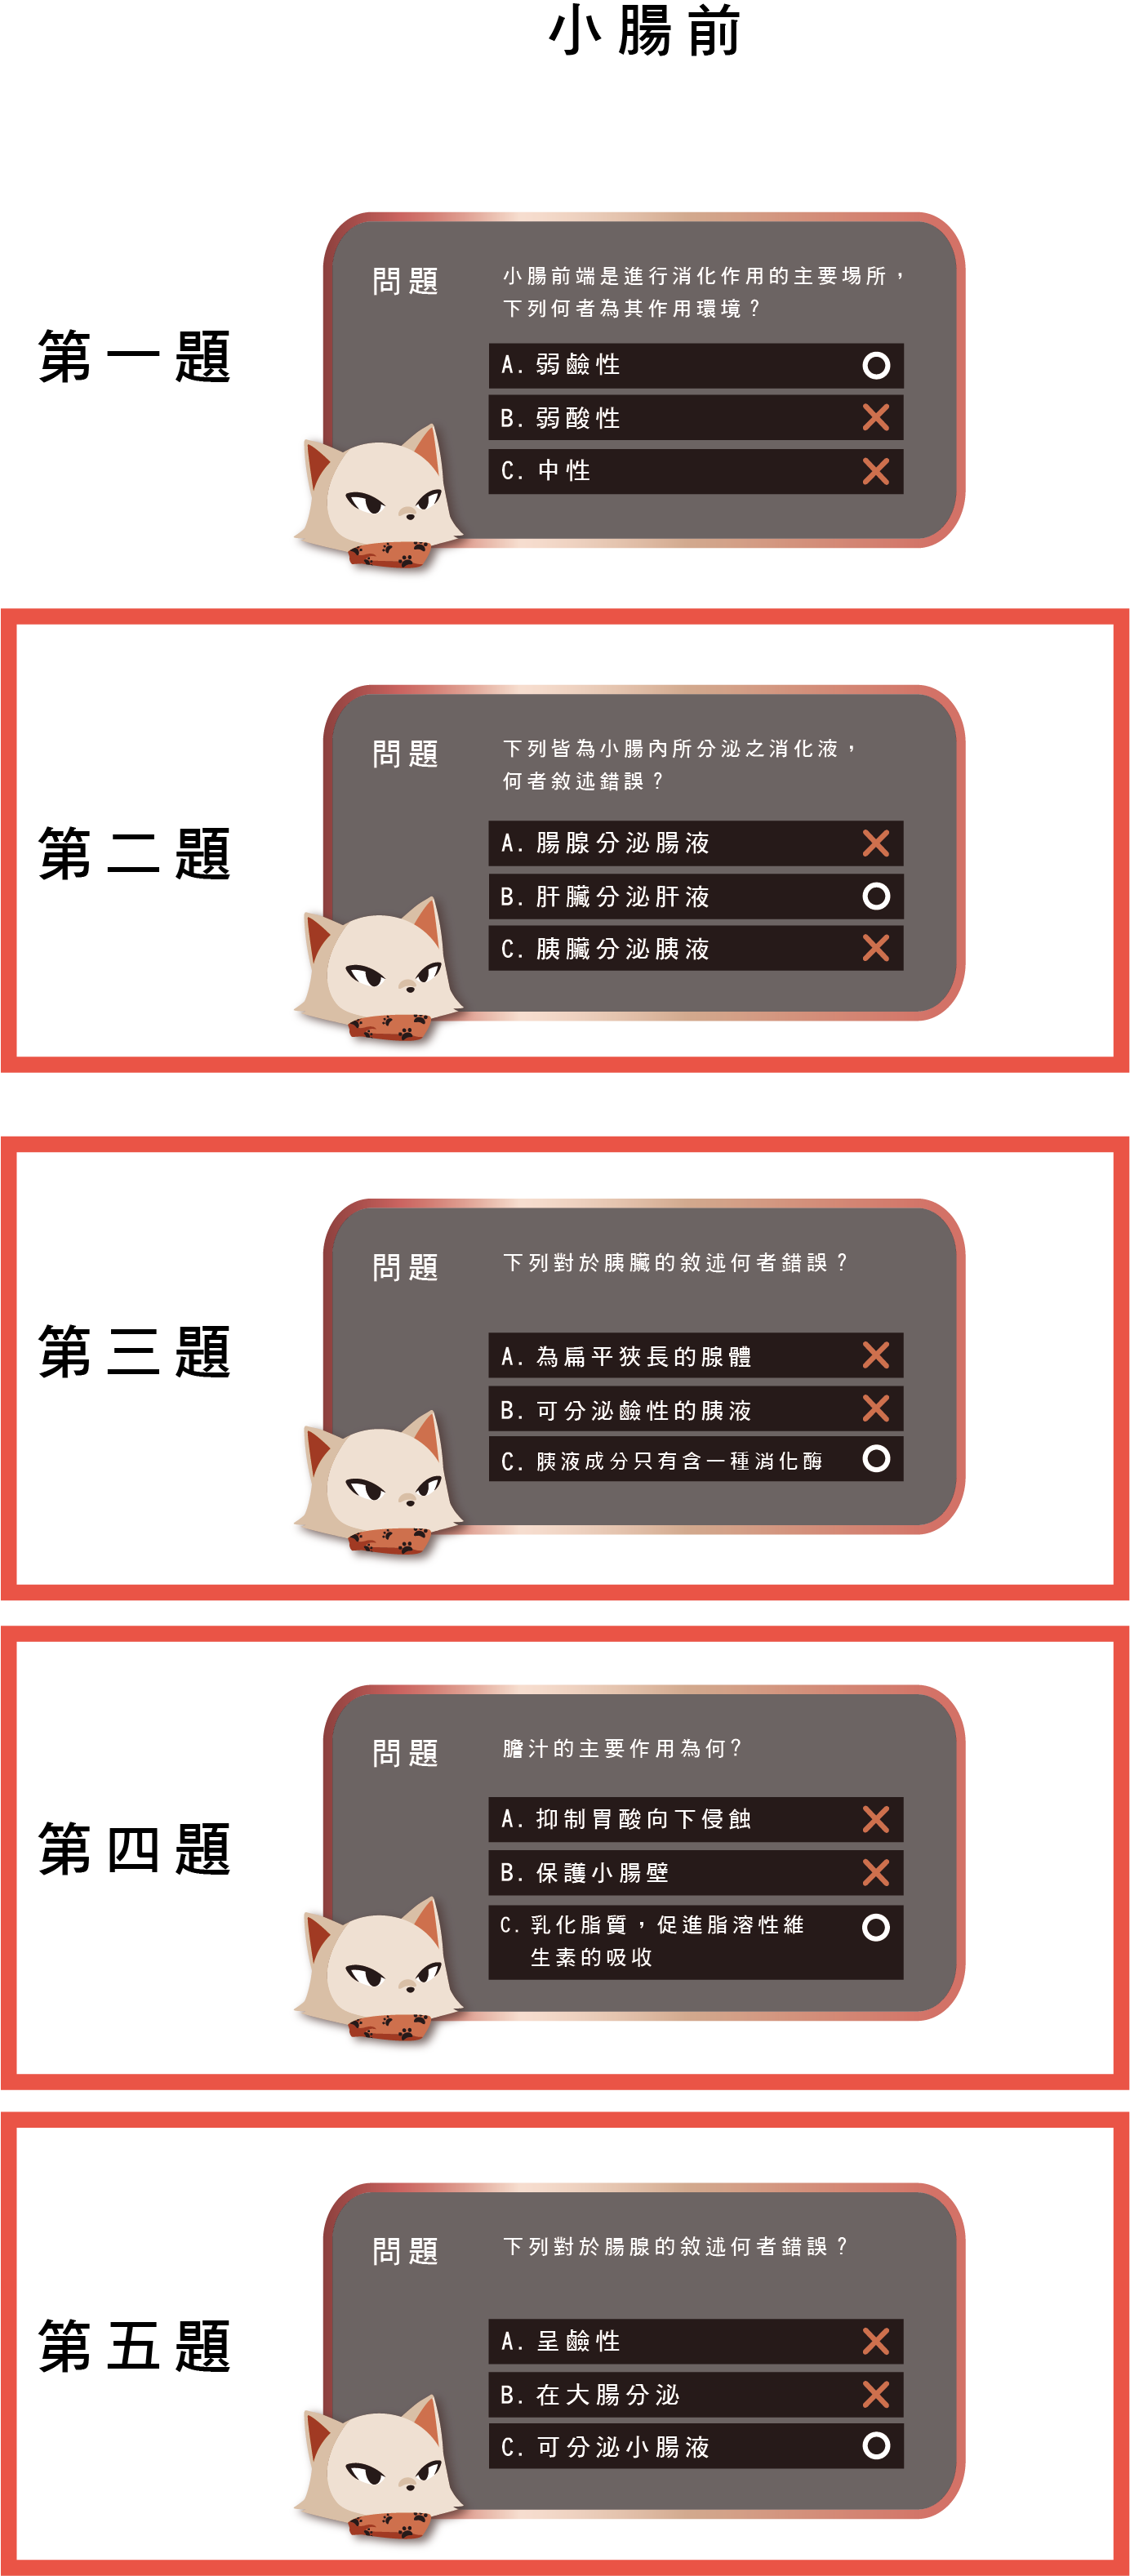 小腸前
第一題
問題
小腸前端是進行消化作用的主要場所，
下列何者為其作用環境？
A. 弱鹼性
B. 弱酸性
C. 中性
第二題
問題
下列皆為小腸內所分泌之消化液，
何者敘述錯誤？
A. 腸腺分泌腸液
B. 肝臟分泌肝液
C. 胰臟分泌胰液
第三題
問題
下列對於胰臟的敘述何者錯誤？
A. 為扁平狹長的腺體
B. 可分泌鹼性的胰液
C. 胰液成分只有含一種消化酶
第四題
問題
膽汁的主要作用為何?
A. 抑制胃酸向下侵蝕
B. 保護小腸壁
C. 乳化脂質，促進脂溶性維
生素的吸收
第五題
問題
下列對於腸腺的敘述何者錯誤？
A. 呈鹼性
B. 在大腸分泌
C. 可分泌小腸液